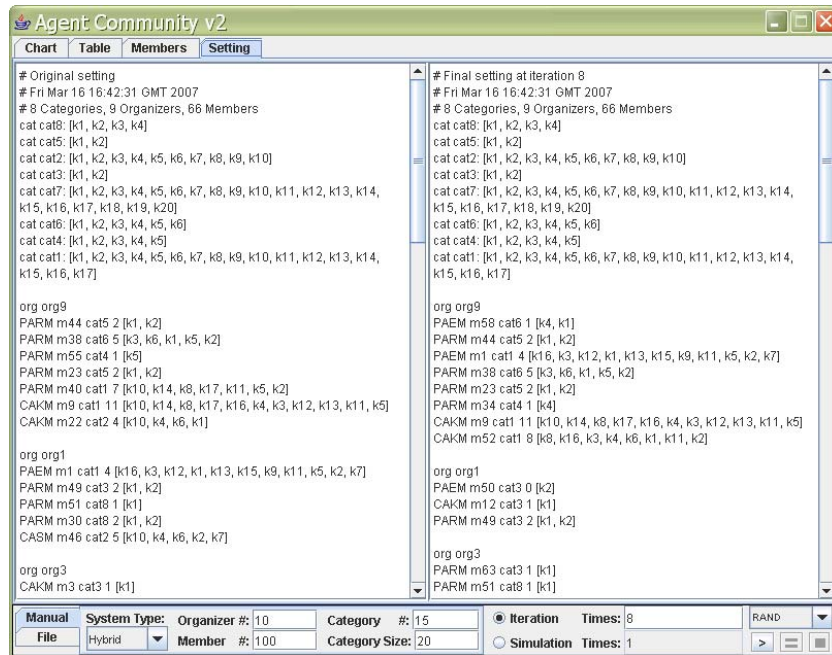 Agent Community v2
Chart Table Members Setting
# Original setting
# Fri Mar 16 16:42:31 GMT 2007
# 8 Categories, 9 Organizers, 66 Members
cat cat8: [k1, k2, k3, k4]
cat cat5: [k1, k2]
cat cat2: [k1, k2, k3, k4, k5, k6, k7, k8, k9, k10]
cat cat3: [k1, k2]
cat cat7: [k1, k2, k3, k4, k5, k6, k7, k8, k9, k10, k11, k12, k13, k14,
k15, k16, k17, k18, k19, k20]
cat cat6: [k1, k2, k3, k4, k5, k6]
cat cat4: [k1, k2, k3, k4, k5]
cat cat1: [k1, k2, k3, k4, k5, k6, k7, k8, k9, k10, k11, k12, k13, k14,
k15, k16, k17]
org org9
PARM m44 cat5 2 [k1, k2]
PARM m38 cat6 5 [k3, k6, k1, k5, k2]
PARM m55 cat4 1 [k5]
PARM m23 cat5 2 [k1, k2]
PARM m40 cat1 7 [k10, k14, k8, k17, k11, k5, k2]
CAKM m9 cat1 11 [k10, k14, k8, k17, k16, k4, k3, k12, k13, k11, k5]
CAKM m22 cat2 4 [k10, k4, k6, k1]
org org1
PAEM m1 cat1 4 [k16, k3, k12, k1, k13, k15, k9, k11, k5, k2, k7]
PARM m49 cat3 2 [k1, k2]
PARM m51 cat8 1 [k1]
PARM m30 cat8 2 [k1, k2]
CASM m46 cat2 5 [k10, k4, k6, k2, k7]
org org3
CAKM m3 cat3 1 [k1]
# Final setting at iteration 8
# Fri Mar 16 16:42:31 GMT 2007
# 8 Categories, 9 Organizers, 66 Members
cat cat8: [k1, k2, k3, k4]
cat cat5: [k1, k2]
cat cat2: [k1, k2, k3, k4, k5, k6, k7, k8, k9, k10]
cat cat3: [k1, k2]
cat cat7: [k1, k2, k3, k4, k5, k6, k7, k8, k9, k10, k11, k12, k13, k14,
k15, k16, k17, k18, k19, k20]
cat cat6: [k1, k2, k3, k4, k5, k6]
cat cat4: [k1, k2, k3, k4, k5]
cat cat1: [k1, k2, k3, k4, k5, k6, k7, k8, k9, k10, k11, k12, k13, k14,
k15, k16, k17]
org org9
PAEM m58 cat6 1 [k4, k1]
PARM m44 cat5 2 [k1, k2]
PAEM m1 cat1 4 [k16, k3, k12, k1, k13, k15, k9, k11, k5, k2, k7]
PARM m38 cat6 5 [k3, k6, k1, k5, k2]
PARM m23 cat5 2 [k1, k2]
PARM m34 cat4 1 [k4]
CAKM m9 cat1 11 [k10, k14, k8, k17, k16, k4, k3, k12, k13, k11, k5]
CAKM m52 cat1 8 [k8, k16, k3, k4, k6, k1, k11, k2]
org org1
PAEM m50 cat3 0 [k2]
CAKM m12 cat3 1 [k1]
PARM m49 cat3 2 [k1, k2]
org org3
PARM m63 cat3 1 [k1]
PARM m51 cat8 1 [k1]
Manual System Type: Organizer #: 10 Category #: 15 Iteration Times: 8 RAND
File Hybrid Member #: 100 Category Size: 20 Simulation Times: 1 >